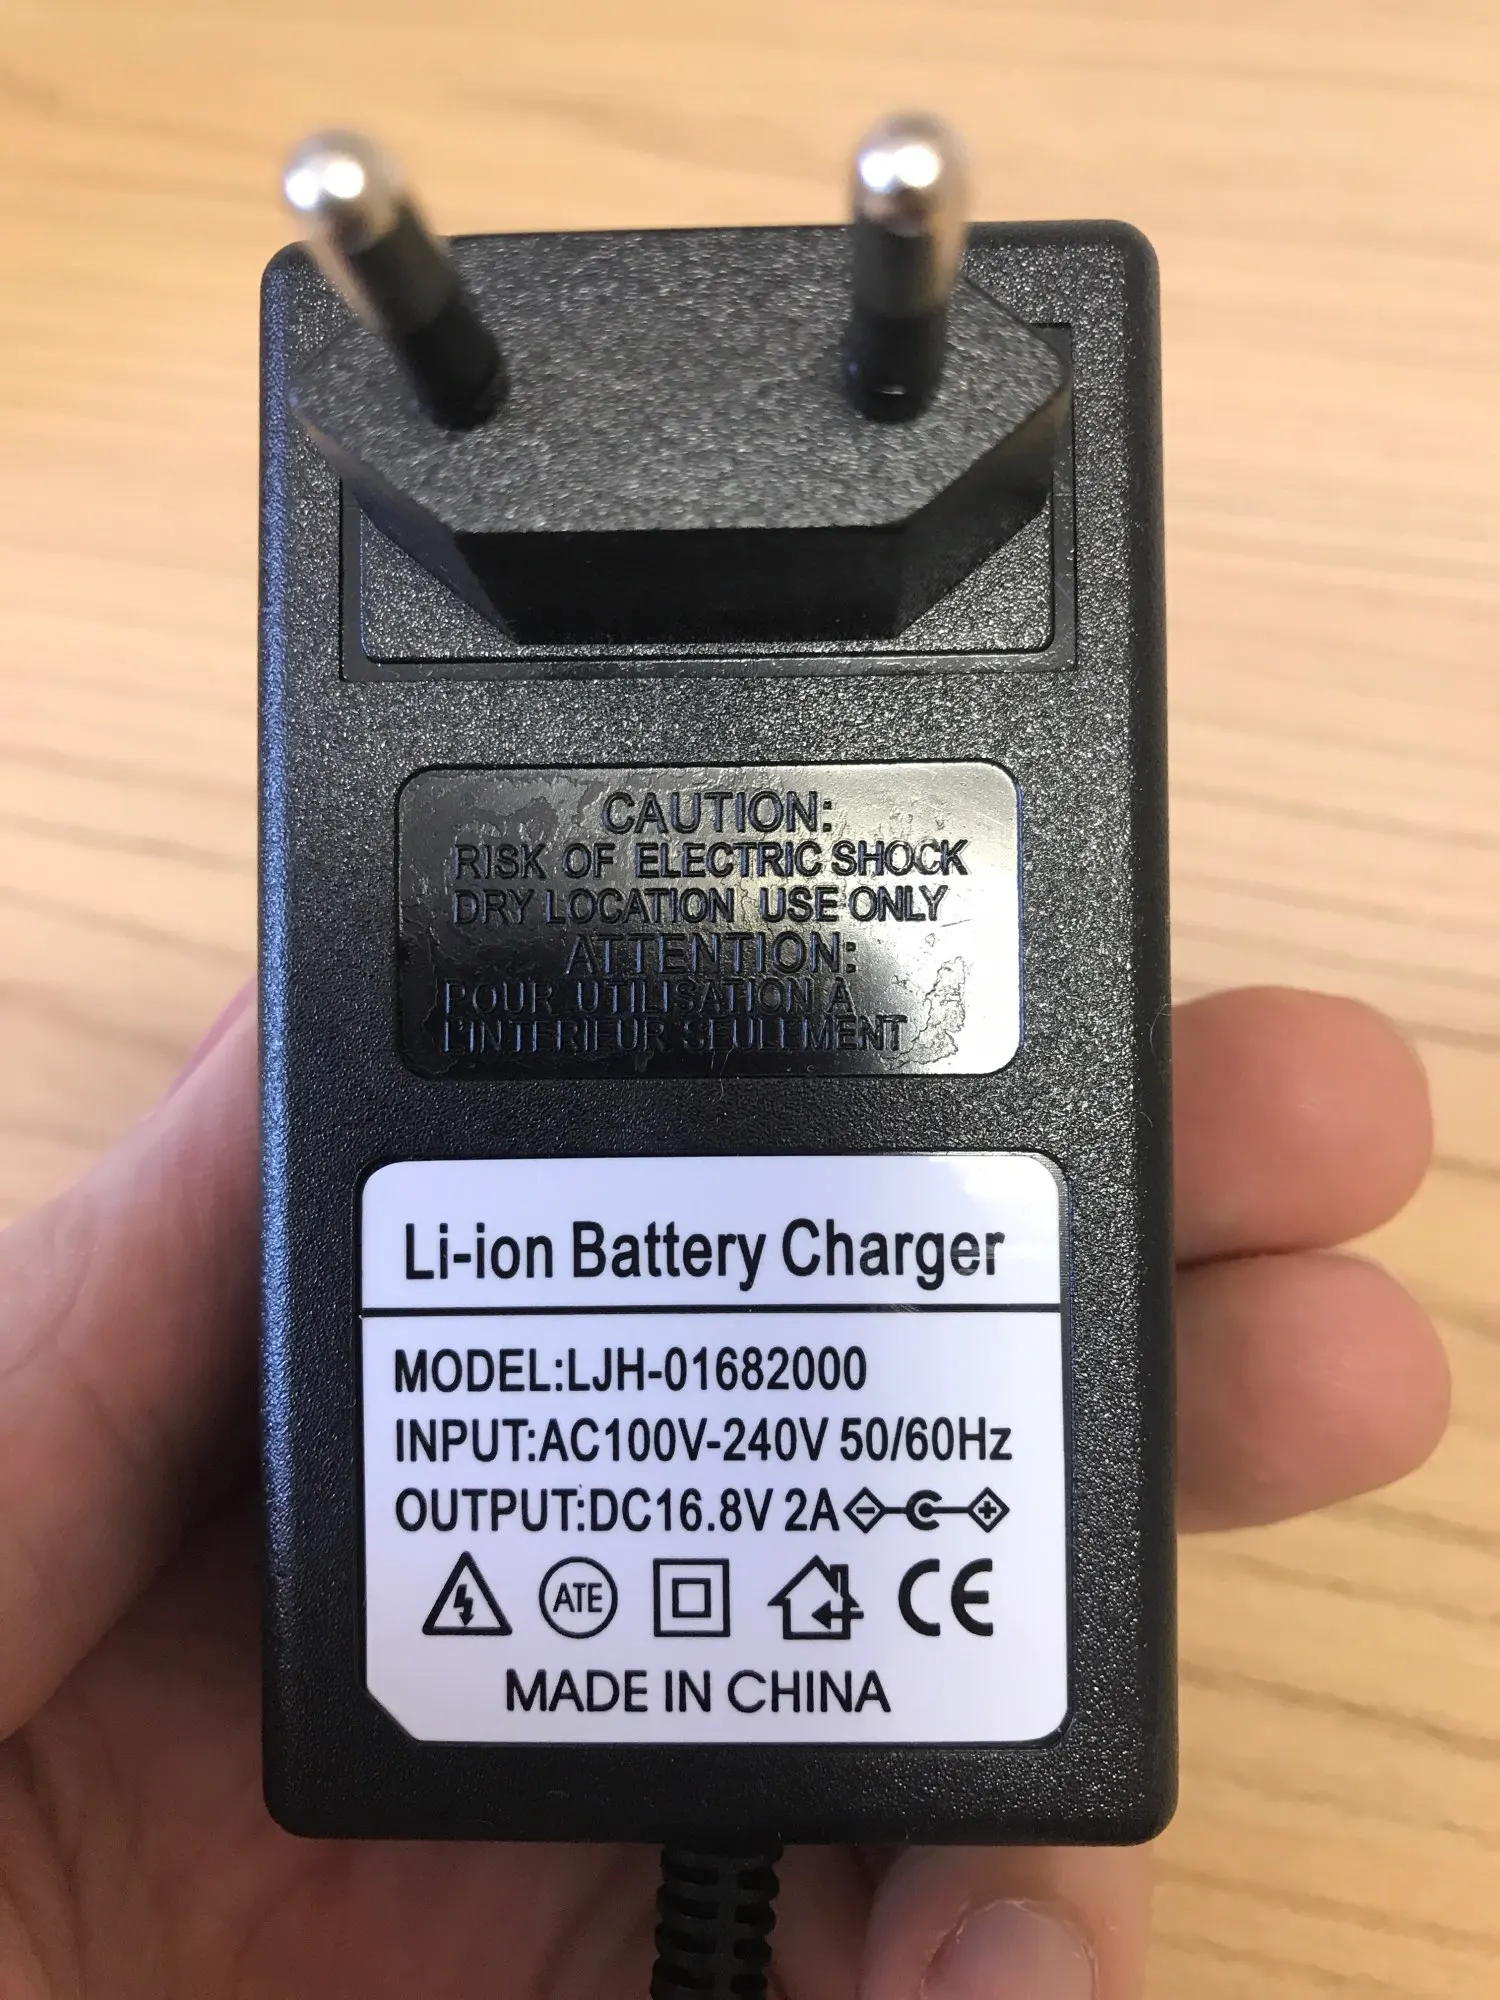 CAUTION:
RISK OF ELECTRIC SHOCK
DRY LOCATION USE ONLY
ATTENTION:
POUR UTILISATION A
L'INTERIEUR SEULEMENT
Li-ion Battery Charger
MODEL:LJH-01682000
INPUT:AC100V-240V 50/60Hz
OUTPUT:DC16.8V 2A
ATE CE
MADE IN CHINA